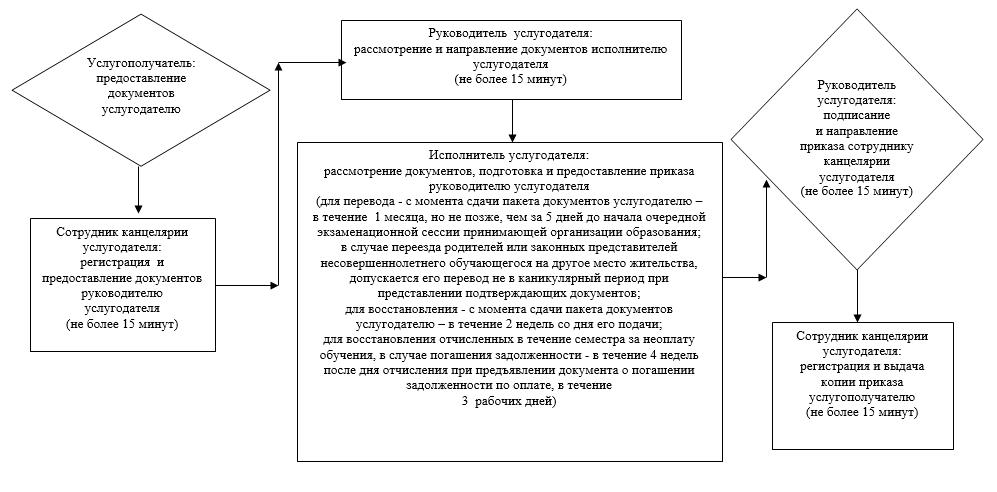 Услугополучатель:
предоставление
документов
услугодателю
Сотрудник канцелярии
услугодателя:
регистрация и
предоставление документов
руководителю
услугодателя
(не более 15 минут)
Руководитель услугодателя:
рассмотрение и направление документов исполнителю
услугодателя
(не более 15 минут)
Исполнитель услугодателя:
рассмотрение документов, подготовка и предоставление приказа
руководителю услугодателя
(для перевода - с момента сдачи пакета документов услугодателю –
в течение 1 месяца, но не позже, чем за 5 дней до начала очередной
экзаменационной сессии принимающей организации образования;
в случае переезда родителей или законных представителей
несовершеннолетнего обучающегося на другое место жительства,
допускается его перевод не в каникулярный период при
представлении подтверждающих документов;
для восстановления - с момента сдачи пакета документов
услугодателю – в течение 2 недель со дня его подачи;
для восстановления отчисленных в течение семестра за неоплату
обучения, в случае погашения задолженности - в течение 4 недель
после дня отчисления при предъявлении документа о погашении
задолженности по оплате, в течение
3 рабочих дней)
Руководитель
услугодателя:
подписание
и направление
приказа сотруднику
канцелярии
услугодателя
(не более 15 минут)
Сотрудник канцелярии
услугодателя:
регистрация и выдача
копии приказа
услугополучателю
(не более 15 минут)